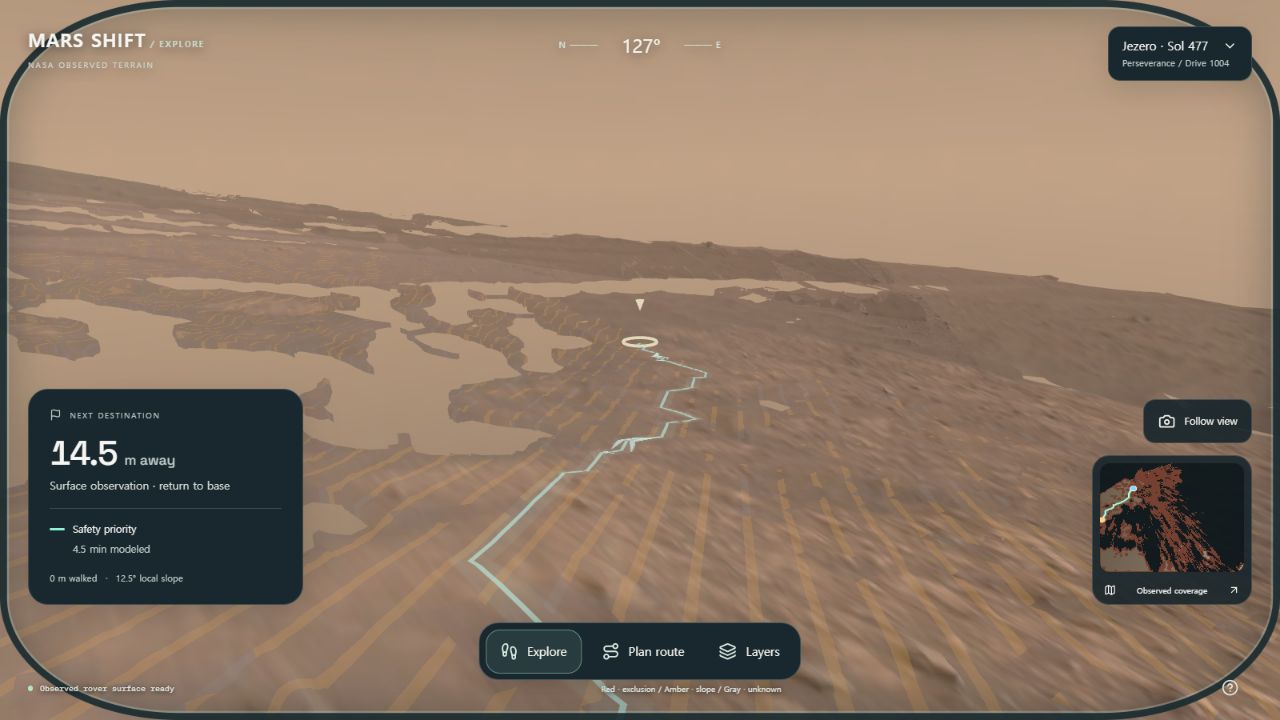 MARS SHIFT / EXPLORE
NASA OBSERVED TERRAIN
N 127° E
Jezero · Sol 477
Perseverance / Drive 1004
NEXT DESTINATION
14.5 m away
Surface observation · return to base
Safety priority
4.5 min modeled
0 m walked · 12.5° local slope
Follow view
Observed coverage
Explore
Plan route
Layers
Observed rover surface ready
Red · exclusion / Amber · slope / Gray · unknown
?